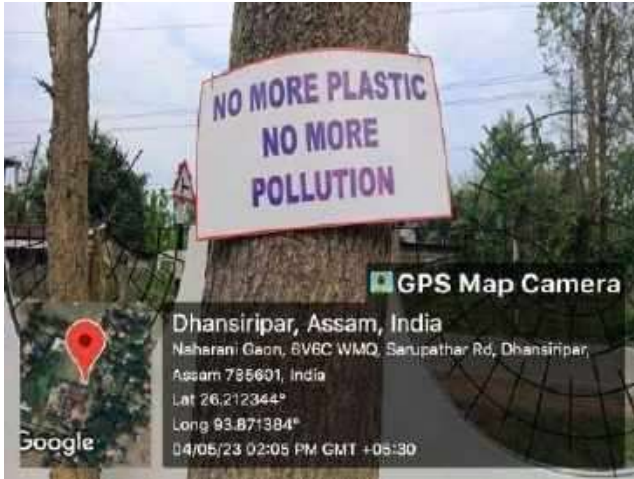 NO MORE PLASTIC
NO MORE
POLLUTION
GPS Map Camera
Dhansiripar, Assam, India
Naharani Gaon, 6V6C WMQ, Sarupathar Rd, Dhansiripar,
Assam 785601, India
Lat 26.212344°
Long 93.871384°
04/05/23 02:05 PM GMT +05:30
Google